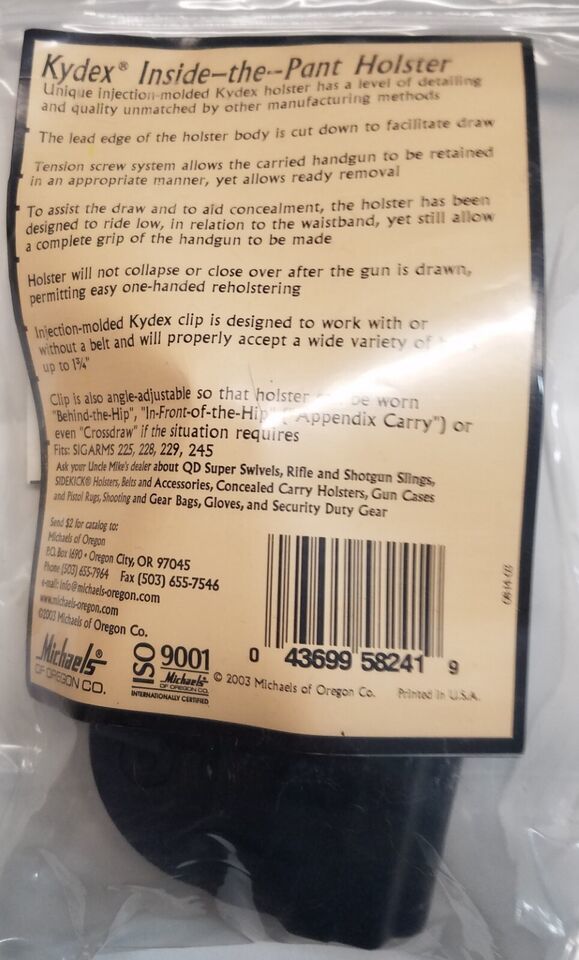 Kydex® Inside-the-Pant Holster
Unique injection-molded Kydex holster has a level of detailing
and quality unmatched by other manufacturing methods
The lead edge of the holster body is cut down to facilitate draw
Tension screw system allows the carried handgun to be retained
in an appropriate manner, yet allows ready removal
To assist the draw and to aid concealment, the holster has been
designed to ride low, in relation to the waistband, yet still allow
a complete grip of the handgun to be made
Holster will not collapse or close over after the gun is drawn,
permitting easy one-handed reholstering
Injection-molded Kydex clip is designed to work with or
without a belt and will properly accept a wide variety of
up to 1¾"
Clip is also angle-adjustable so that holster be worn
"Behind-the-Hip", "In-Front-of-the-Hip" ("Appendix Carry") or
even "Crossdraw" if the situation requires
Fits: SIGARMS 225, 228, 229, 245
Ask your Uncle Mike's dealer about QD Super Swivels, Rifle and Shotgun Slings,
SIDEKICK® Holsters, Belts and Accessories, Concealed Carry Holsters, Gun Cases
and Pistol Rugs, Shooting and Gear Bags, Gloves, and Security Duty Gear
Send $2 for catalog to:
Michaels of Oregon
P.O. Box 1690 • Oregon City, OR 97045
Phone (503) 655-7964 Fax (503) 655-7546
e-mail: info@michaels-oregon.com
www.michaels-oregon.com
©2003 Michaels of Oregon Co.
Michaels®
OF OREGON CO.
ISO 9001
Michaels
OF OREGON CO.
INTERNATIONALLY CERTIFIED
0 43699 58241 9
© 2003 Michaels of Oregon Co. Printed in U.S.A.